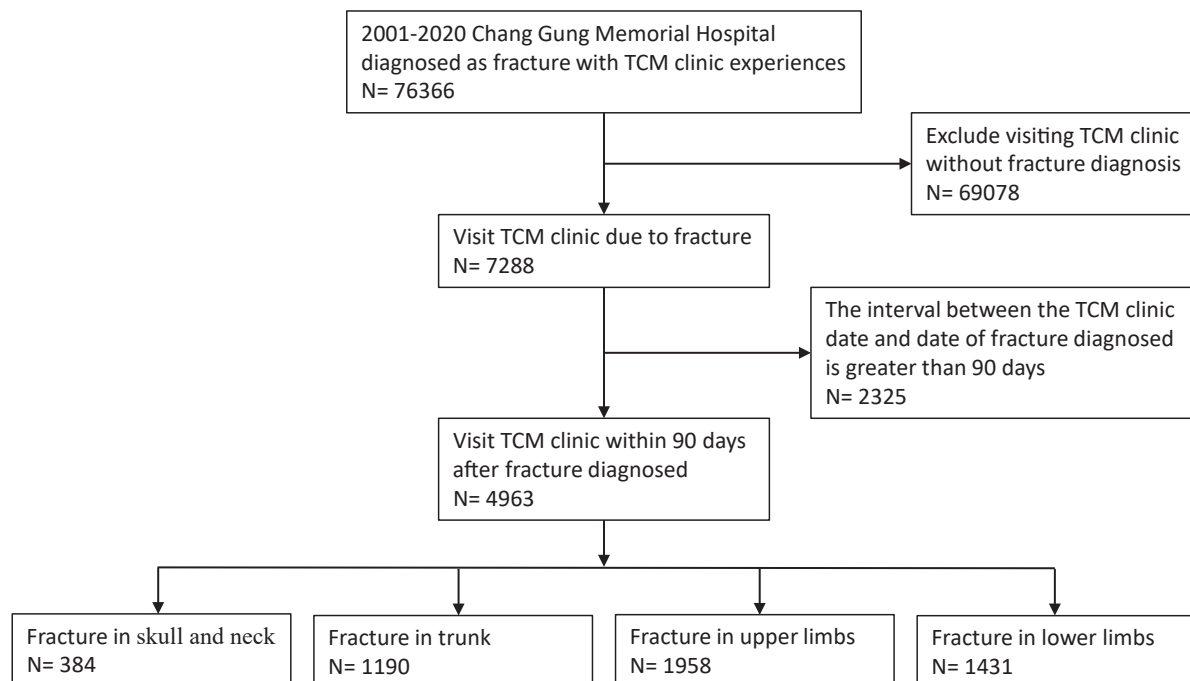 2001-2020 Chang Gung Memorial Hospital
diagnosed as fracture with TCM clinic experiences
N= 76366
Exclude visiting TCM clinic
without fracture diagnosis
N= 69078
Visit TCM clinic due to fracture
N= 7288
The interval between the TCM clinic
date and date of fracture diagnosed
is greater than 90 days
N= 2325
Visit TCM clinic within 90 days
after fracture diagnosed
N= 4963
Fracture in skull and neck
N= 384
Fracture in trunk
N= 1190
Fracture in upper limbs
N= 1958
Fracture in lower limbs
N= 1431